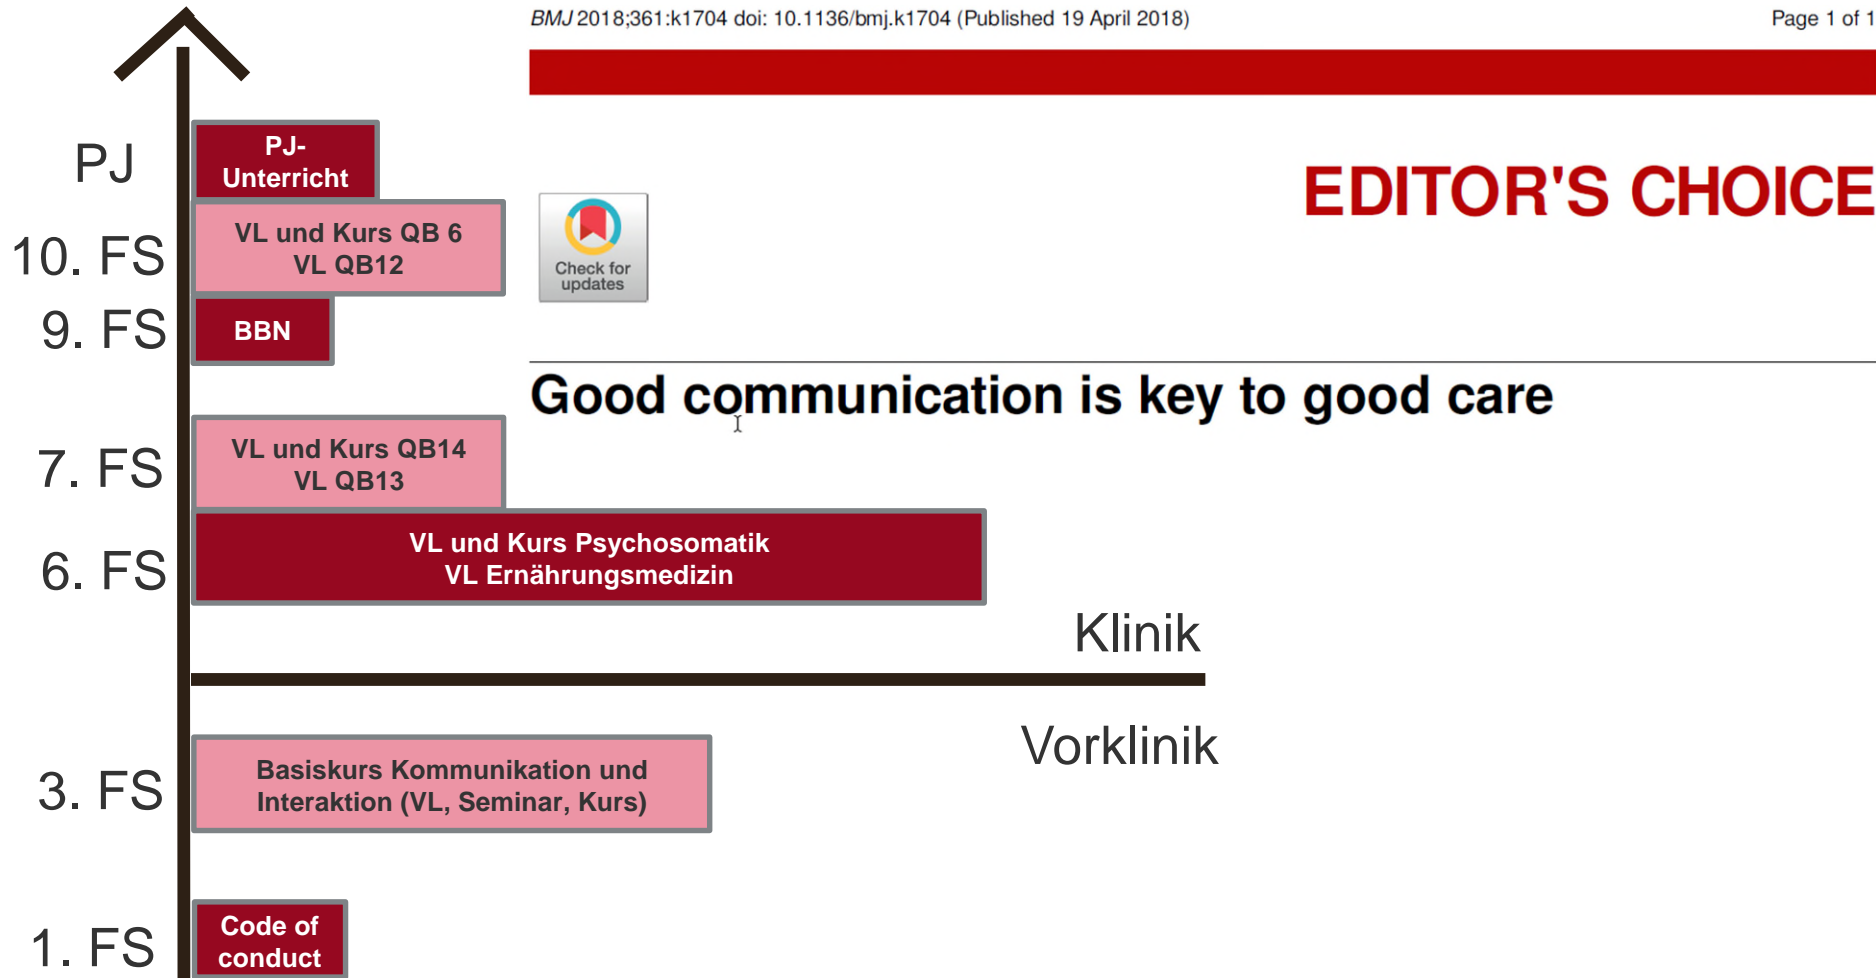 BMJ 2018;361:k1704 doi: 10.1136/bmj.k1704 (Published 19 April 2018)
Page 1 of 1
EDITOR'S CHOICE
Check for
updates
Good communication is key to good care
PJ
PJ-
Unterricht
10. FS
VL und Kurs QB 6
VL QB12
9. FS
BBN
7. FS
VL und Kurs QB14
VL QB13
6. FS
VL und Kurs Psychosomatik
VL Ernährungsmedizin
Klinik
Vorklinik
3. FS
Basiskurs Kommunikation und
Interaktion (VL, Seminar, Kurs)
1. FS
Code of
conduct